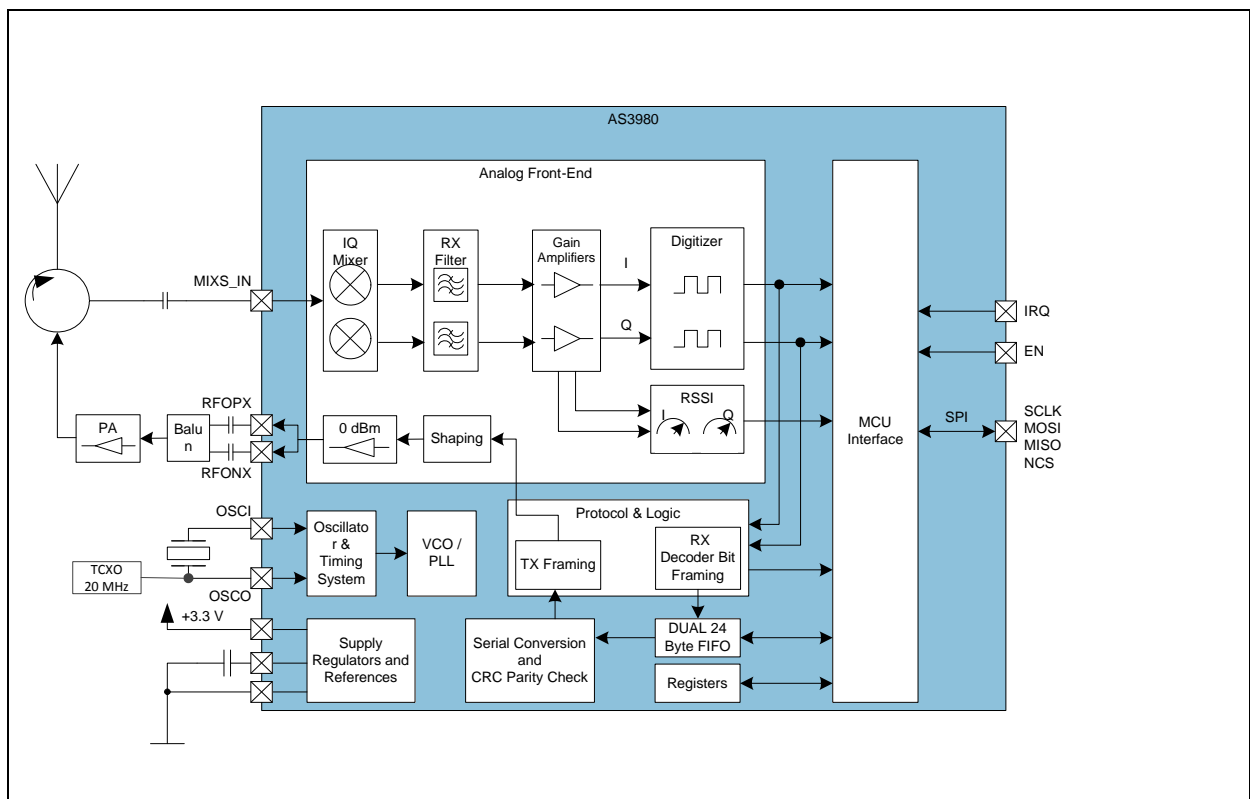 AS3980
Analog Front-End
IQ
Mixer
RX
Filter
Gain
Amplifiers
I
Q
Digitizer
MIXS_IN
IRQ
EN
RSSI
I
Q
MCU
Interface
SPI
SCLK
MOSI
MISO
NCS
RFOPX
RFONX
PA
Balu
n
0 dBm
Shaping
OSCI
OSCO
TCXO
20 MHz
Oscillato
r &
Timing
System
VCO /
PLL
Protocol & Logic
TX Framing
RX
Decoder Bit
Framing
+3.3 V
Supply
Regulators and
References
Serial Conversion
and
CRC Parity Check
DUAL 24
Byte FIFO
Registers